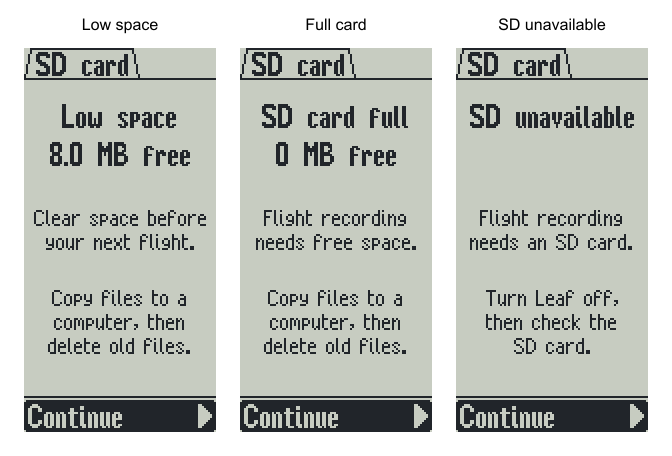 Low space
SD card
Low space
8.0 MB free
Clear space before
your next flight.
Copy files to a
computer, then
delete old files.
Continue
Full card
SD card
SD card full
0 MB free
Flight recording
needs free space.
Copy files to a
computer, then
delete old files.
Continue
SD unavailable
SD card
SD unavailable
Flight recording
needs an SD card.
Turn Leaf off,
then check the
SD card.
Continue